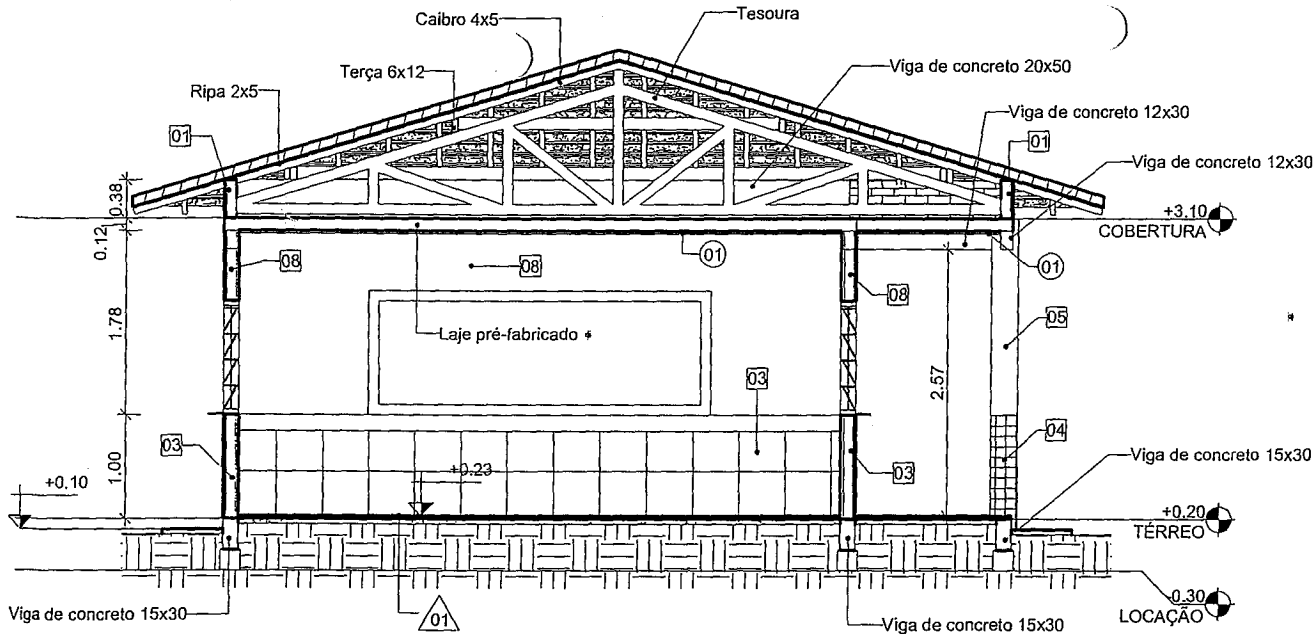 Caibro 4x5
Tesoura
Terça 6x12
Viga de concreto 20x50
Ripa 2x5
Viga de concreto 12x30
01
01
Viga de concreto 12x30
0.38
+3.10
COBERTURA
0.12
08
08
01
01
08
1.78
Laje pré-fabricado
05
2.57
03
04
03
03
Viga de concreto 15x30
1.00
+0.23
+0.10
+0.20
TÉRREO
-0.30
LOCAÇÃO
Viga de concreto 15x30
01
Viga de concreto 15x30